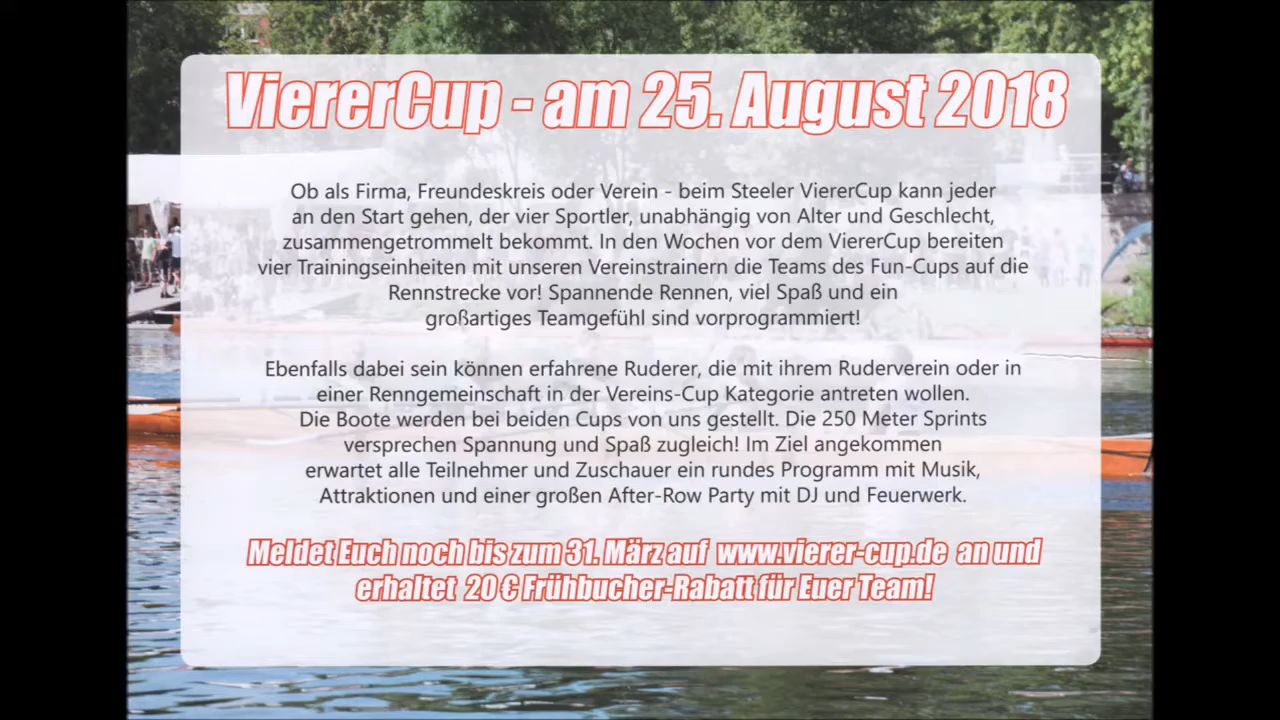 ViererCup - am 25. August 2018
Ob als Firma, Freundeskreis oder Verein - beim Steeler ViererCup kann jeder
an den Start gehen, der vier Sportler, unabhängig von Alter und Geschlecht,
zusammengetrommelt bekommt. In den Wochen vor dem ViererCup bereiten
vier Trainingseinheiten mit unseren Vereinstrainern die Teams des Fun-Cups auf die
Rennstrecke vor! Spannende Rennen, viel Spaß und ein
großartiges Teamgefühl sind vorprogrammiert!
Ebenfalls dabei sein können erfahrene Ruderer, die mit ihrem Ruderverein oder in
einer Renngemeinschaft in der Vereins-Cup Kategorie antreten wollen.
Die Boote werden bei beiden Cups von uns gestellt. Die 250 Meter Sprints
versprechen Spannung und Spaß zugleich! Im Ziel angekommen
erwartet alle Teilnehmer und Zuschauer ein rundes Programm mit Musik,
Attraktionen und einer großen After-Row Party mit DJ und Feuerwerk.
Meldet Euch noch bis zum 31. März auf www.vierer-cup.de an und
erhaltet 20 € Frühbucher-Rabatt für Euer Team!